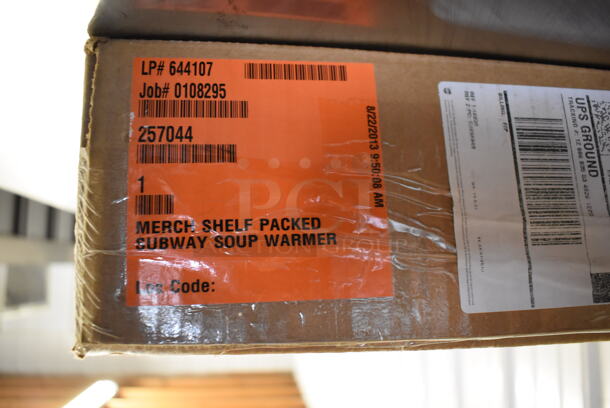 LP# 644107
Job# 0108295
257044
1
8/22/2013 9:50:08 AM
MERCH SHELF PACKED
SUBWAY SOUP WARMER
Code:
PCI
UPS GROUND